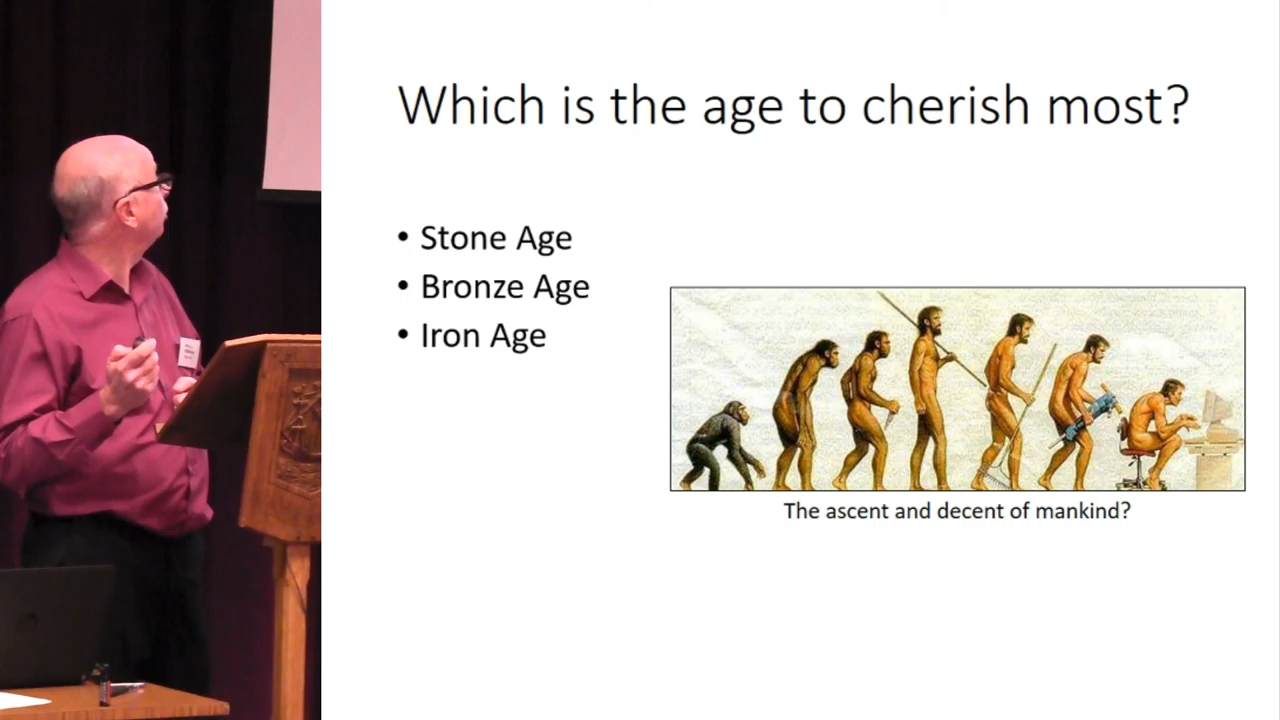 Which is the age to cherish most?
• Stone Age
• Bronze Age
• Iron Age
The ascent and decent of mankind?